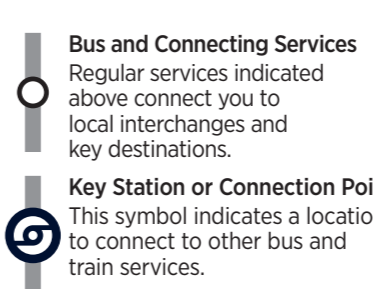 Bus and Connecting Services
Regular services indicated
above connect you to
local interchanges and
key destinations.
Key Station or Connection Poi
This symbol indicates a locatio
to connect to other bus and
train services.